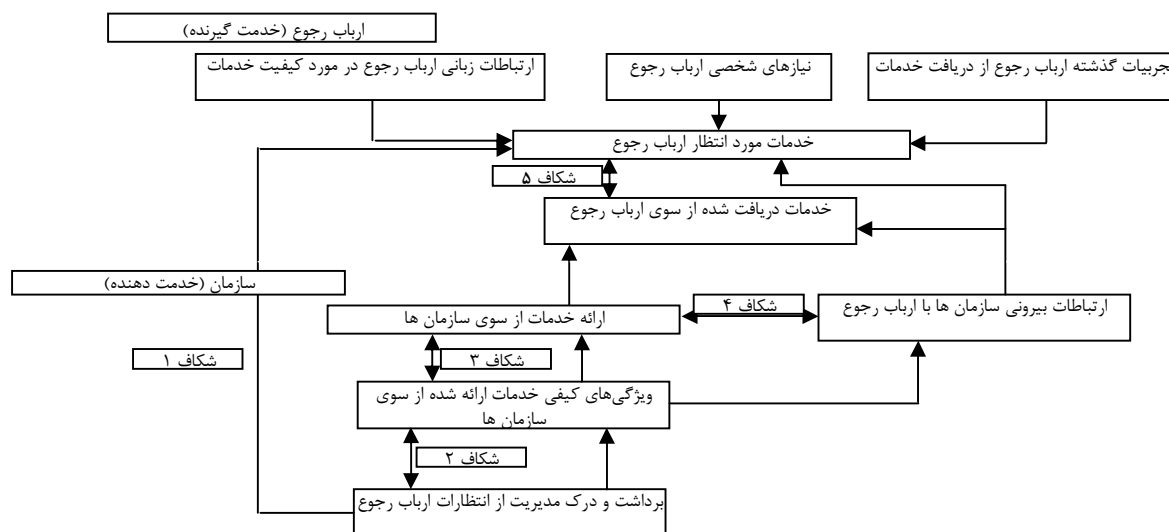 ارباب رجوع (خدمت گیرنده)
تجربیات گذشته ارباب رجوع از دریافت خدمات
نیازهای شخصی ارباب رجوع
ارتباطات زبانی ارباب رجوع در مورد کیفیت خدمات
خدمات مورد انتظار ارباب رجوع
شکاف ۵
خدمات دریافت شده از سوی ارباب رجوع
سازمان (خدمت دهنده)
ارتباطات بیرونی سازمان ها با ارباب رجوع
شکاف ۴
ارائه خدمات از سوی سازمان ها
شکاف ۳
شکاف ۱
ویژگی‌های کیفی خدمات ارائه شده از سوی
سازمان ها
شکاف ۲
برداشت و درک مدیریت از انتظارات ارباب رجوع